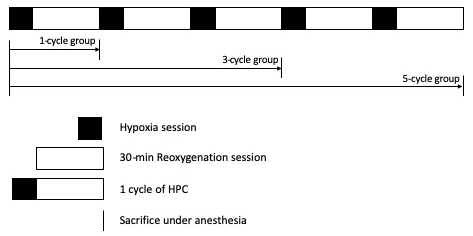 1-cycle group
3-cycle group
5-cycle group
Hypoxia session
30-min Reoxygenation session
1 cycle of HPC
Sacrifice under anesthesia